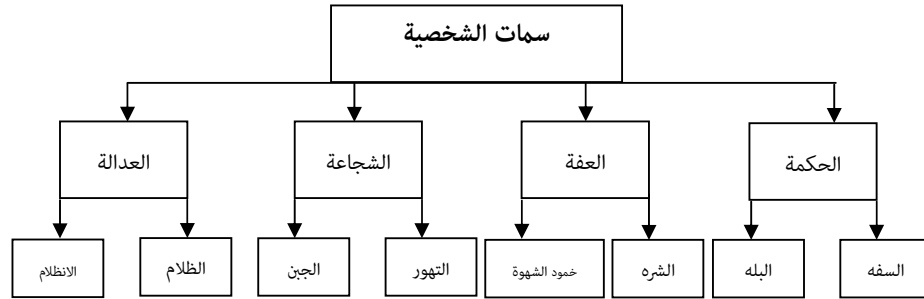 سمات الشخصية
الحكمة
العفة
الشجاعة
العدالة
السفه
البله
الشره
خمود الشهوة
التهور
الجبن
الظلام
الانظلام